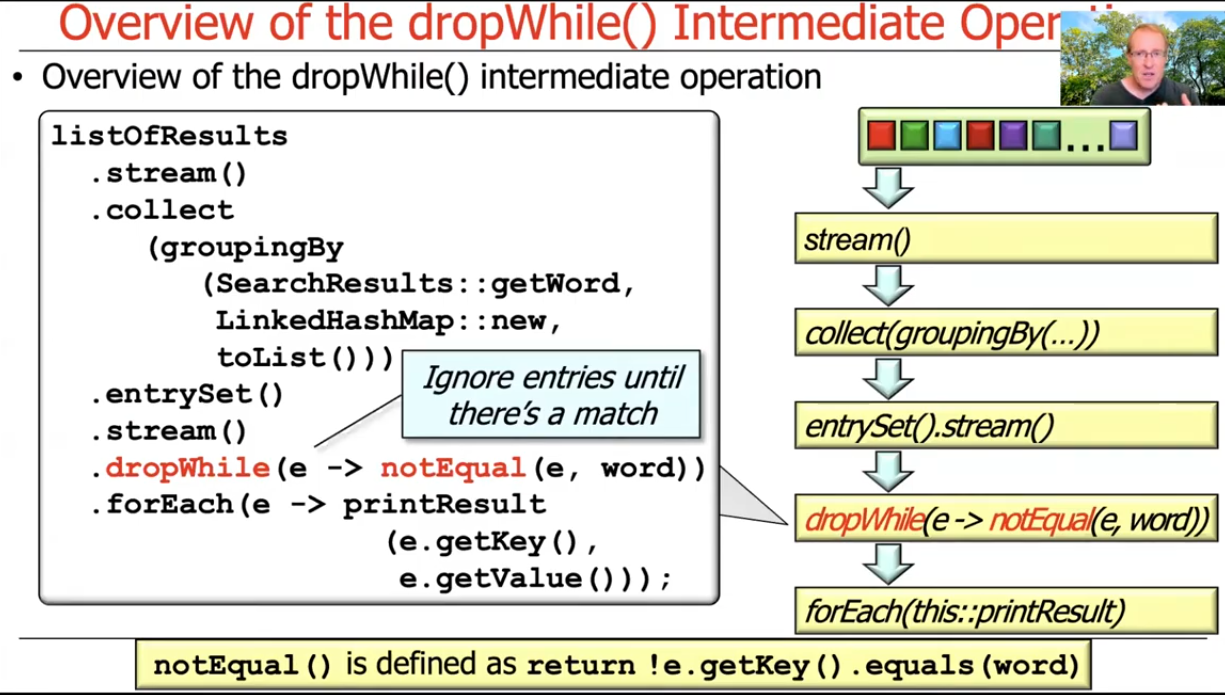 Overview of the dropWhile() Intermediate Oper
• Overview of the dropWhile() intermediate operation
listOfResults
.stream()
.collect
(groupingBy
(SearchResults::getWord,
LinkedHashMap::new,
toList()))
.entrySet()
.stream()
.dropWhile(e -> notEqual(e, word))
.forEach(e -> printResult
(e.getKey(),
e.getValue()));
Ignore entries until
there's a match
...
stream()
collect(groupingBy(...))
entrySet().stream()
dropWhile(e -> notEqual(e, word))
forEach(this::printResult)
notEqual() is defined as return !e.getKey().equals(word)